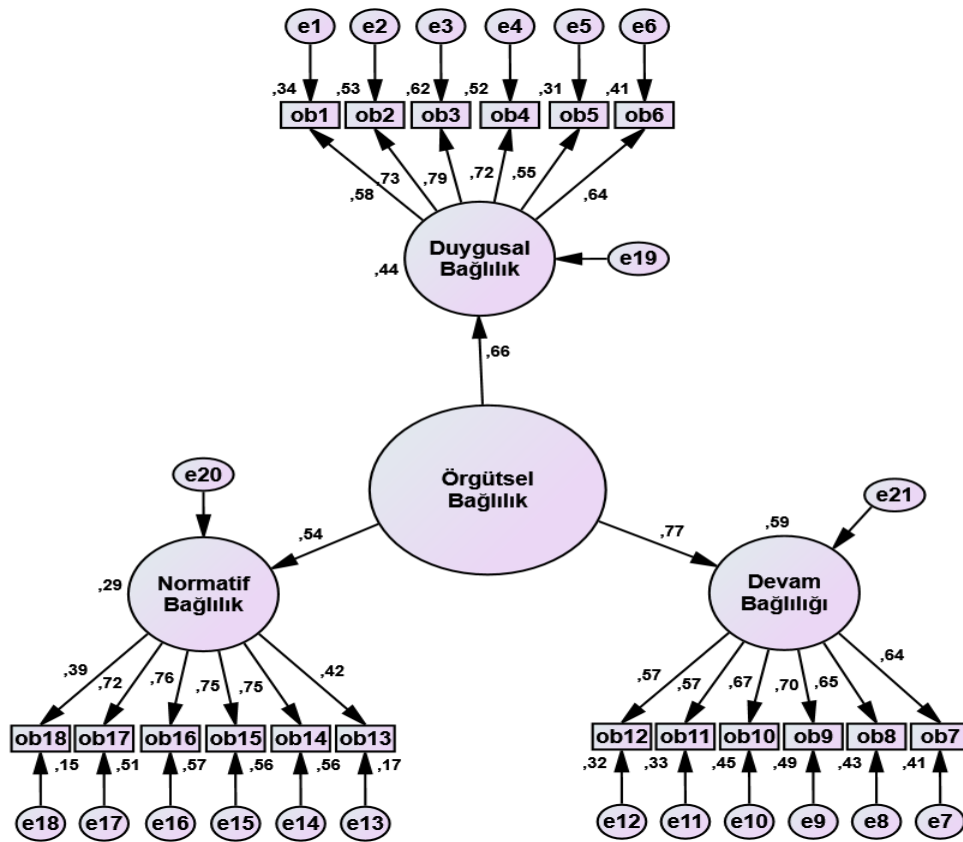 e1 e2 e3 e4 e5 e6
,34 ,53 ,62 ,52 ,31 ,41
ob1 ob2 ob3 ob4 ob5 ob6
,58 ,73 ,79 ,72 ,55 ,64
Duygusal
Bağlılık
,44
e19
,66
Örgütsel
Bağlılık
e20
,54
,77
e21
,29
Normatif
Bağlılık
,59
Devam
Bağlılığı
,39 ,72 ,76 ,75 ,75 ,42
ob18 ob17 ob16 ob15 ob14 ob13
,15 ,51 ,57 ,56 ,56 ,17
e18 e17 e16 e15 e14 e13
,57 ,57 ,67 ,70 ,65 ,64
ob12 ob11 ob10 ob9 ob8 ob7
,32 ,33 ,45 ,49 ,43 ,41
e12 e11 e10 e9 e8 e7